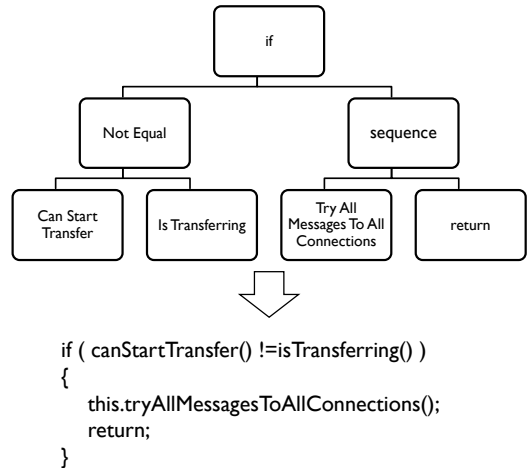 if
Not Equal
sequence
Can Start
Transfer
Is Transferring
Try All
Messages To All
Connections
return
if ( canStartTransfer() !=isTransferring() )
{
this.tryAllMessagesToAllConnections();
return;
}